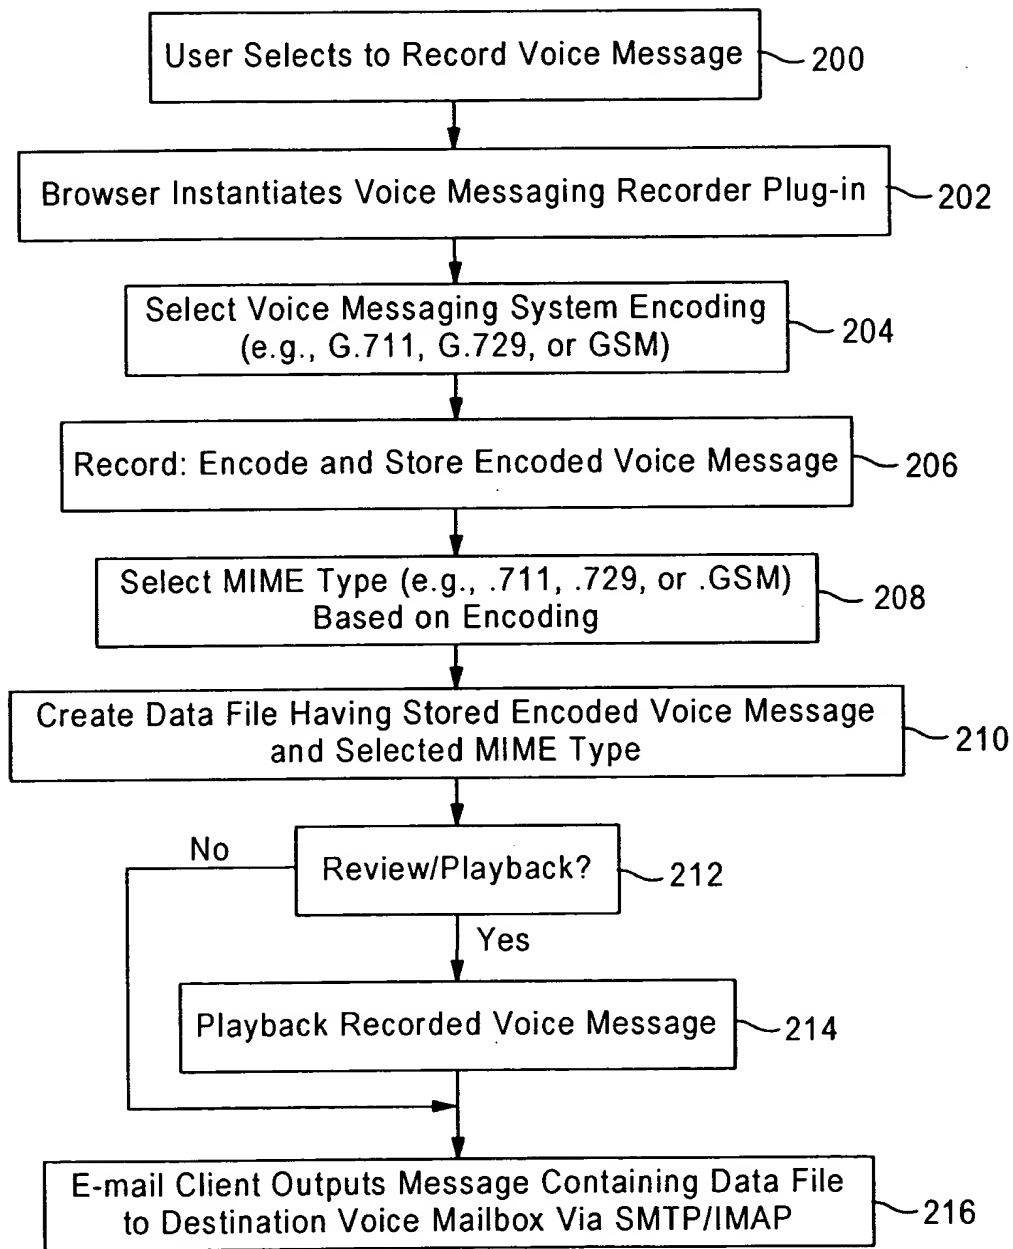 User Selects to Record Voice Message
200
Browser Instantiates Voice Messaging Recorder Plug-in
202
Select Voice Messaging System Encoding
(e.g., G.711, G.729, or GSM)
204
Record: Encode and Store Encoded Voice Message
206
Select MIME Type (e.g., .711, .729, or .GSM)
Based on Encoding
208
Create Data File Having Stored Encoded Voice Message
and Selected MIME Type
210
No
Review/Playback?
212
Yes
Playback Recorded Voice Message
214
E-mail Client Outputs Message Containing Data File
to Destination Voice Mailbox Via SMTP/IMAP
216